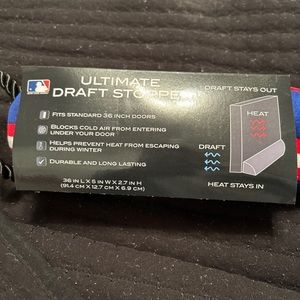 ULTIMATE
DRAFT STOPPER
FITS STANDARD 36 INCH DOORS
BLOCKS COLD AIR FROM ENTERING
UNDER YOUR DOOR
HELPS PREVENT HEAT FROM ESCAPING
DURING WINTER
DURABLE AND LONG LASTING
36 IN L X 5 IN W X 2.7 IN H
(91.4 CM X 12.7 CM X 6.9 CM)
DRAFT STAYS OUT
HEAT
DRAFT
HEAT STAYS IN